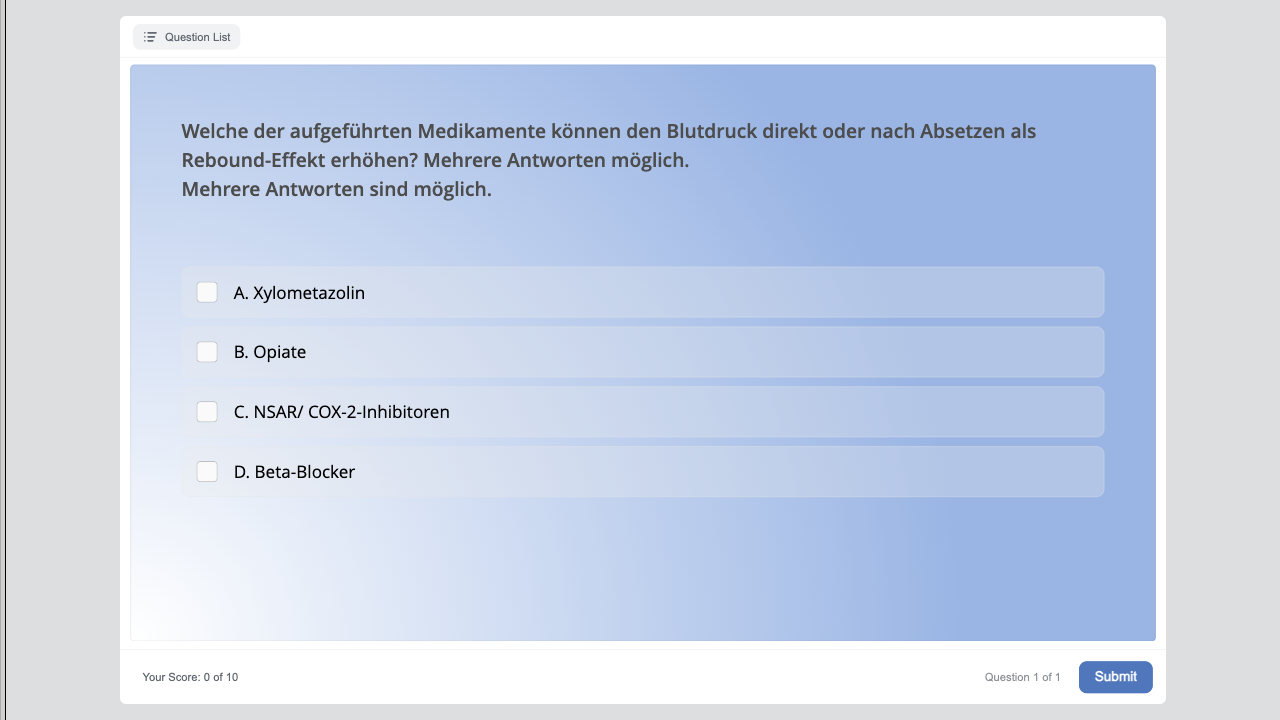 Question List
Welche der aufgeführten Medikamente können den Blutdruck direkt oder nach Absetzen als
Rebound-Effekt erhöhen? Mehrere Antworten möglich.
Mehrere Antworten sind möglich.
A. Xylometazolin
B. Opiate
C. NSAR/ COX-2-Inhibitoren
D. Beta-Blocker
Your Score: 0 of 10
Question 1 of 1
Submit